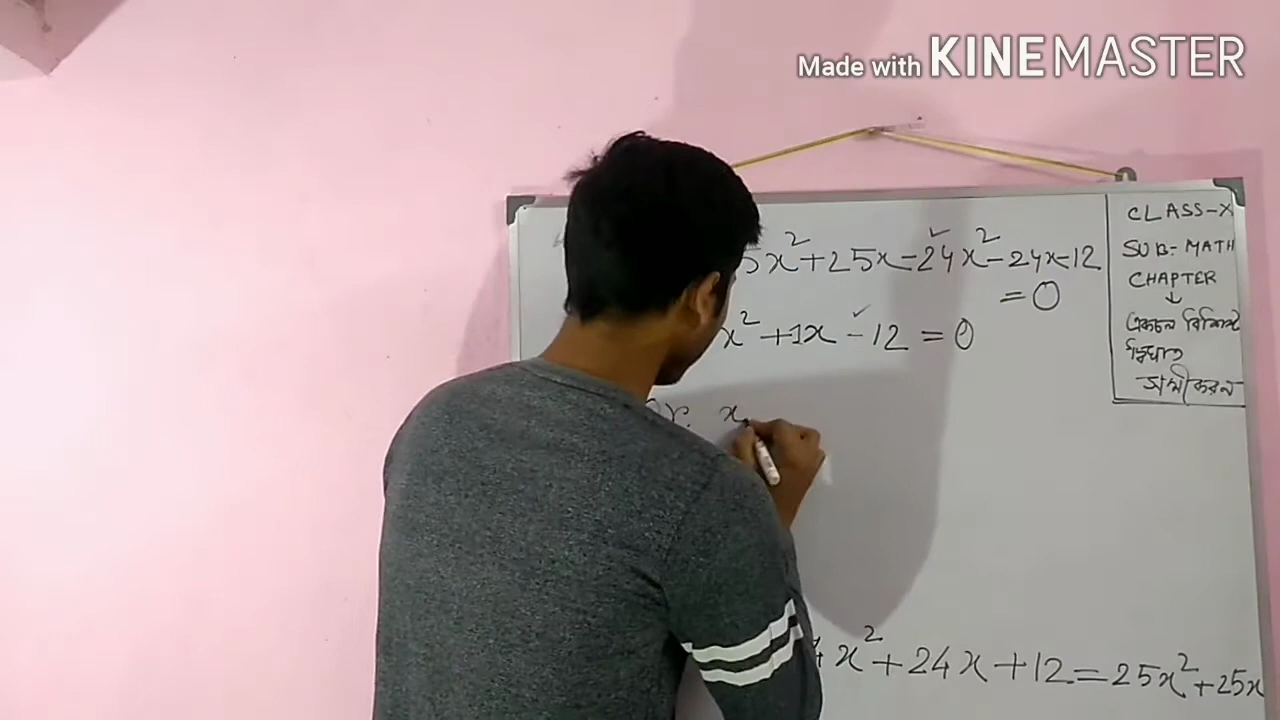 Made with KINEMASTER
5x²+25x-24x²-24x-12
=0
x²+1x-12=0
or. x
x²+24x+12=25x²+25x
CLASS-X
SUB-MATH
CHAPTER
↓
একচল বিশিষ্ট
দ্বিঘাত
সমীকরণ